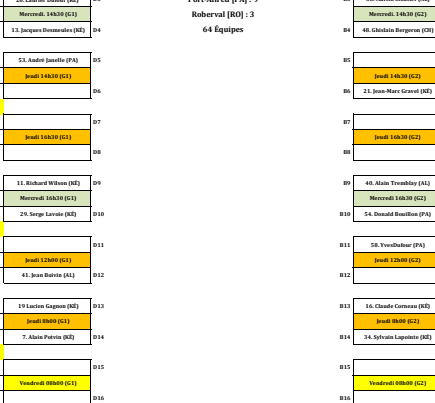 Mercredi. 14h30 (G1)
13. Jacques Desmeules (KÉ) D4
53. André Janelle (PA) D5
Jeudi 14h30 (G1)
D6
D7
Jeudi 16h30 (G1)
D8
11. Richard Wilson (KÉ) D9
Mercredi 16h30 (G1)
29. Serge Lavoie (KÉ) D10
D11
Jeudi 12h00 (G1)
41. Jean Boivin (AL) D12
19 Lucien Gagnon (KÉ) D13
Jeudi 8h00 (G1)
7. Alain Potvin (KÉ) D14
D15
Vendredi 08h00 (G1)
D16
Roberval [RO] : 3
64 Équipes
Mercredi. 14h30 (G2)
B4 48. Ghislain Bergeron (CH)
B5
Jeudi 14h30 (G2)
B6 21. Jean-Marc Gravel (KÉ)
B7
Jeudi 16h30 (G2)
B8
B9 40. Alain Tremblay (AL)
Mercredi 16h30 (G2)
B10 54. Donald Bouillon (PA)
B11 58. YvesDufour (PA)
Jeudi 12h00 (G2)
B12
B13 16. Claude Corneau (KÉ)
Jeudi 8h00 (G2)
B14 34. Sylvain Lapointe (KÉ)
B15
Vendredi 08h00 (G2)
B16